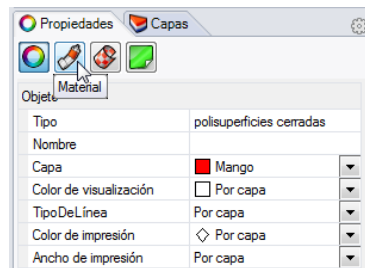 Propiedades Capas
Material
Objeto
Tipo polisuperficies cerradas
Nombre
Capa Mango
Color de visualización Por capa
TipoDeLínea Por capa
Color de impresión Por capa
Ancho de impresión Por capa